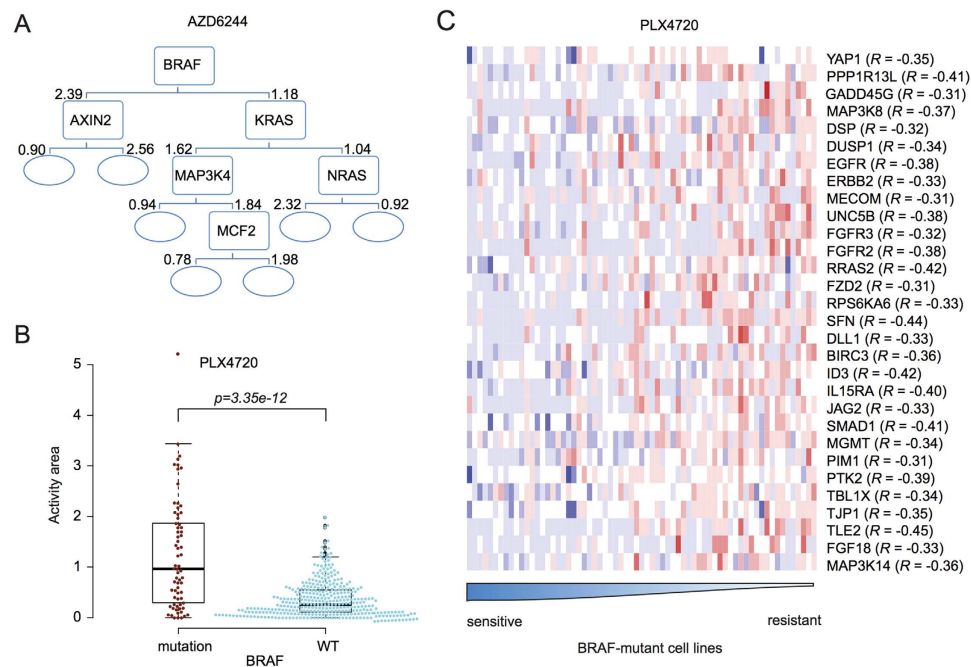 A
AZD6244
BRAF
2.39 1.18
AXIN2 KRAS
0.90 2.56 1.62 1.04
MAP3K4 NRAS
0.94 1.84 2.32 0.92
MCF2
0.78 1.98
B
PLX4720
p=3.35e-12
Activity area
5
4
3
2
1
0
mutation WT
BRAF
C
PLX4720
YAP1 (R = -0.35)
PPP1R13L (R = -0.41)
GADD45G (R = -0.31)
MAP3K8 (R = -0.37)
DSP (R = -0.32)
DUSP1 (R = -0.34)
EGFR (R = -0.38)
ERBB2 (R = -0.33)
MECOM (R = -0.31)
UNC5B (R = -0.38)
FGFR3 (R = -0.32)
FGFR2 (R = -0.38)
RRAS2 (R = -0.42)
FZD2 (R = -0.31)
RPS6KA6 (R = -0.33)
SFN (R = -0.44)
DLL1 (R = -0.33)
BIRC3 (R = -0.36)
ID3 (R = -0.42)
IL15RA (R = -0.40)
JAG2 (R = -0.33)
SMAD1 (R = -0.41)
MGMT (R = -0.34)
PIM1 (R = -0.31)
PTK2 (R = -0.39)
TBL1X (R = -0.34)
TJP1 (R = -0.35)
TLE2 (R = -0.45)
FGF18 (R = -0.33)
MAP3K14 (R = -0.36)
sensitive resistant
BRAF-mutant cell lines